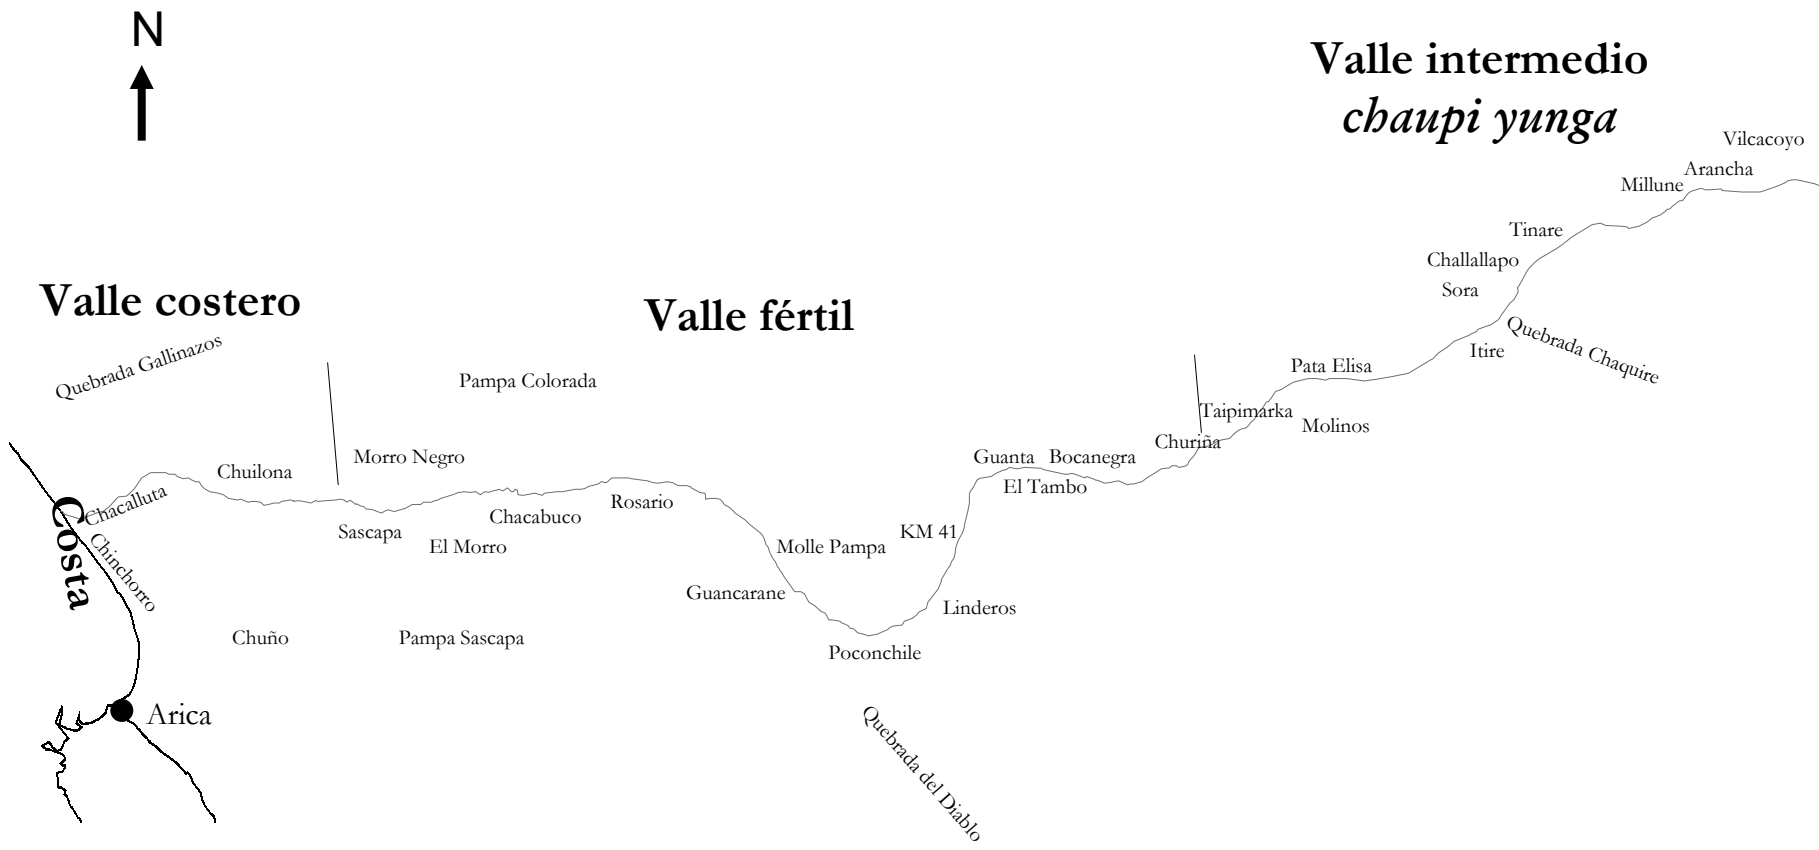 N
Valle intermedio
chaupi yunga
Vilcacoyo
Arancha
Millune
Tinare
Challallapo
Sora
Valle costero
Valle fértil
Quebrada Gallinazos
Quebrada Chaquire
Itire
Pata Elisa
Pampa Colorada
Taipimarka
Molinos
Churiña
Morro Negro
Guanta
Bocanegra
Chuilona
El Tambo
Chacalluta
Costa
Rosario
Chacabuco
Sascapa
KM 41
El Morro
Molle Pampa
Chinchorro
Guancarane
Linderos
Chuño
Pampa Sascapa
Poconchile
Arica
Quebrada del Diablo